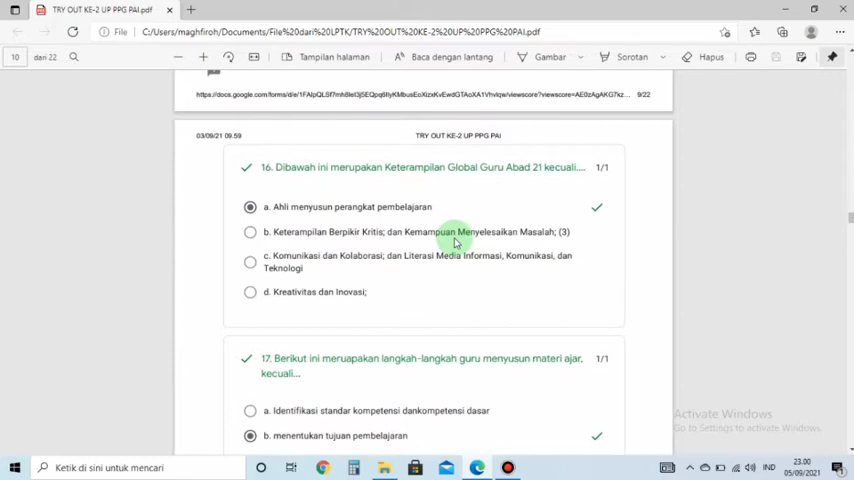 TRY OUT KE-2 UP PPG PAI.pdf
File
C:/Users/maghfiroh/Documents/File%20dari%20LPTK/TRY%20OUT%20KE-2%20UP%20PPG%20PAI.pdf
10
dari 22
Tampilan halaman
Baca dengan lantang
Gambar
Sorotan
Hapus
9/22
03/09/21 09.59
TRY OUT KE-2 UP PPG PAI
16. Dibawah ini merupakan Keterampilan Global Guru Abad 21 kecuali....
1/1
a. Ahli menyusun perangkat pembelajaran
b. Keterampilan Berpikir Kritis; dan Kemampuan Menyelesaikan Masalah; (3)
c. Komunikasi dan Kolaborasi; dan Literasi Media Informasi, Komunikasi, dan
Teknologi
d. Kreativitas dan Inovasi;
17. Berikut ini meruapakan langkah-langkah guru menyusun materi ajar,
kecuali...
1/1
a. Identifikasi standar kompetensi dankompetensi dasar
b. menentukan tujuan pembelajaran
Activate Windows
Go to Settings to activate Windows.
Ketik di sini untuk mencari
IND
23.00
05/09/2021